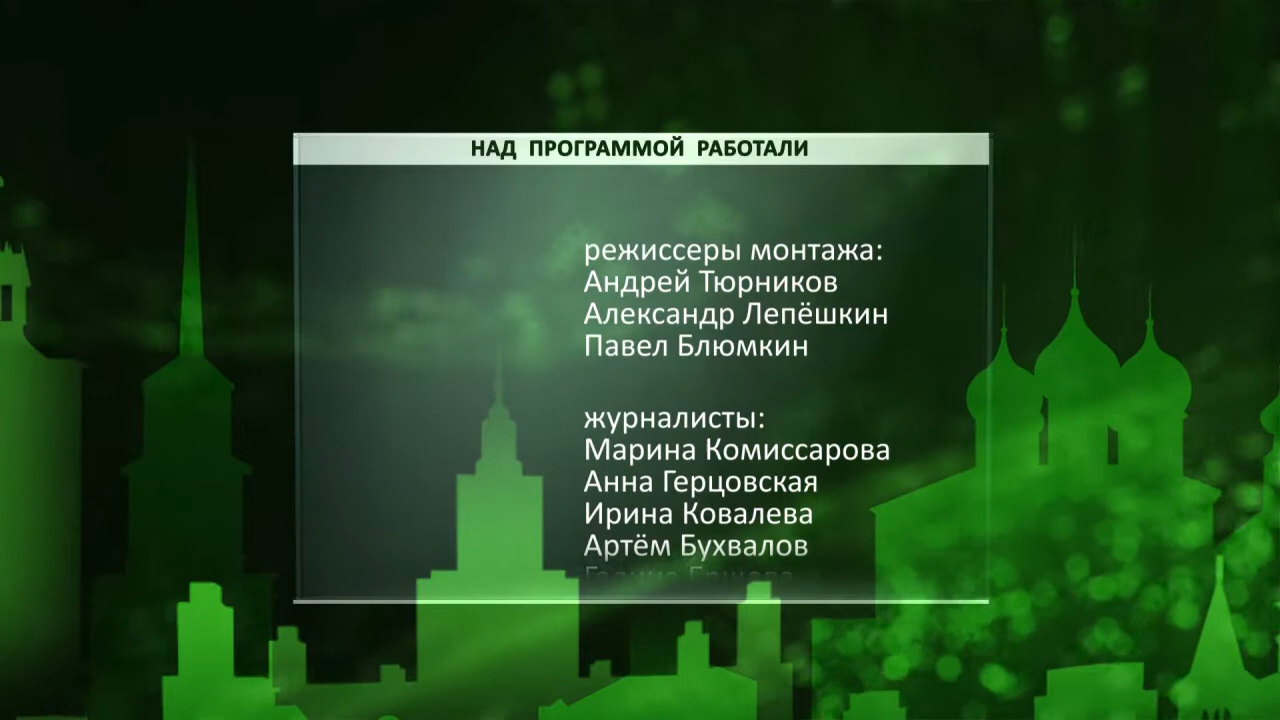 НАД ПРОГРАММОЙ РАБОТАЛИ
режиссеры монтажа:
Андрей Тюрников
Александр Лепёшкин
Павел Блюмкин
журналисты:
Марина Комиссарова
Анна Герцовская
Ирина Ковалева
Артём Бухвалов